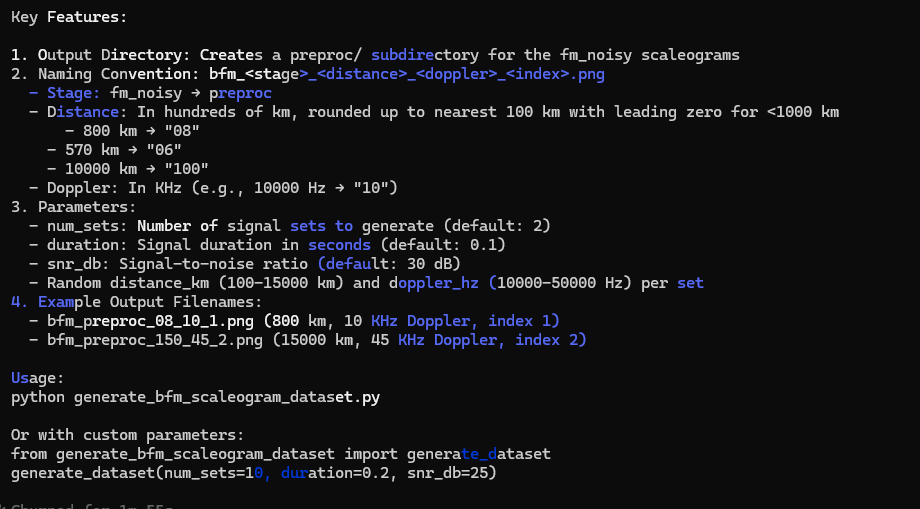 Key Features:
1. Output Directory: Creates a preproc/ subdirectory for the fm_noisy scaleograms
2. Naming Convention: bfm_<stage>_<distance>_<doppler>_<index>.png
- Stage: fm_noisy → preproc
- Distance: In hundreds of km, rounded up to nearest 100 km with leading zero for <1000 km
- 800 km → "08"
- 570 km → "06"
- 10000 km → "100"
- Doppler: In KHz (e.g., 10000 Hz → "10")
3. Parameters:
- num_sets: Number of signal sets to generate (default: 2)
- duration: Signal duration in seconds (default: 0.1)
- snr_db: Signal-to-noise ratio (default: 30 dB)
- Random distance_km (100-15000 km) and doppler_hz (10000-50000 Hz) per set
4. Example Output Filenames:
- bfm_preproc_08_10_1.png (800 km, 10 KHz Doppler, index 1)
- bfm_preproc_150_45_2.png (15000 km, 45 KHz Doppler, index 2)
Usage:
python generate_bfm_scaleogram_dataset.py
Or with custom parameters:
from generate_bfm_scaleogram_dataset import generate_dataset
generate_dataset(num_sets=10, duration=0.2, snr_db=25)